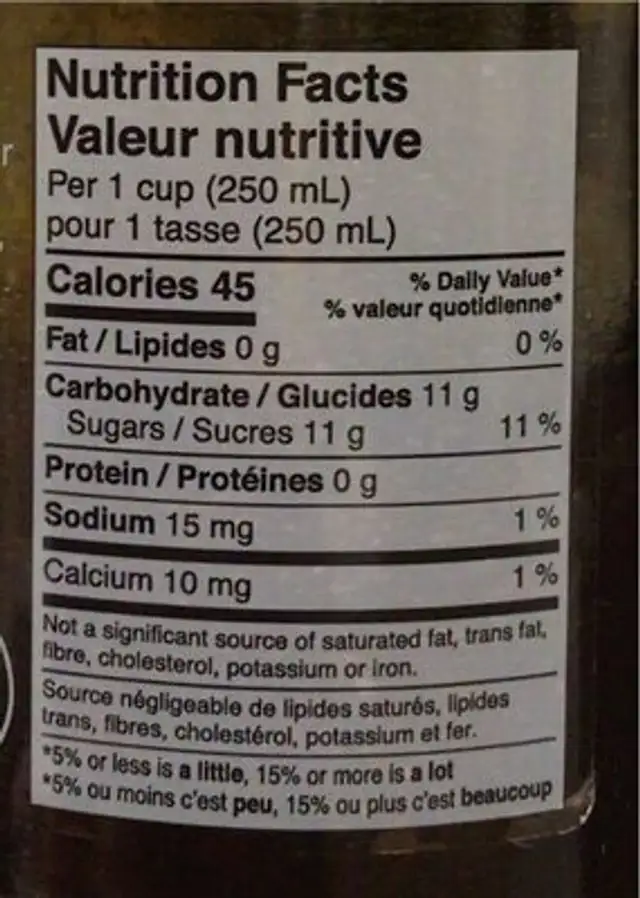 r
Nutrition Facts
Valeur nutritive
Per 1 cup (250 mL)
pour 1 tasse (250 mL)
Calories 45
% Daily Value*
% valeur quotidienne*
Fat / Lipides 0 g 0 %
Carbohydrate / Glucides 11 g
Sugars / Sucres 11 g 11 %
Protein / Protéines 0 g
Sodium 15 mg 1 %
Calcium 10 mg 1 %
Not a significant source of saturated fat, trans fat,
fibre, cholesterol, potassium or iron.
Source négligeable de lipides saturés, lipides
trans, fibres, cholestérol, potassium et fer.
*5% or less is a little, 15% or more is a lot
*5% ou moins c'est peu, 15% ou plus c'est beaucoup